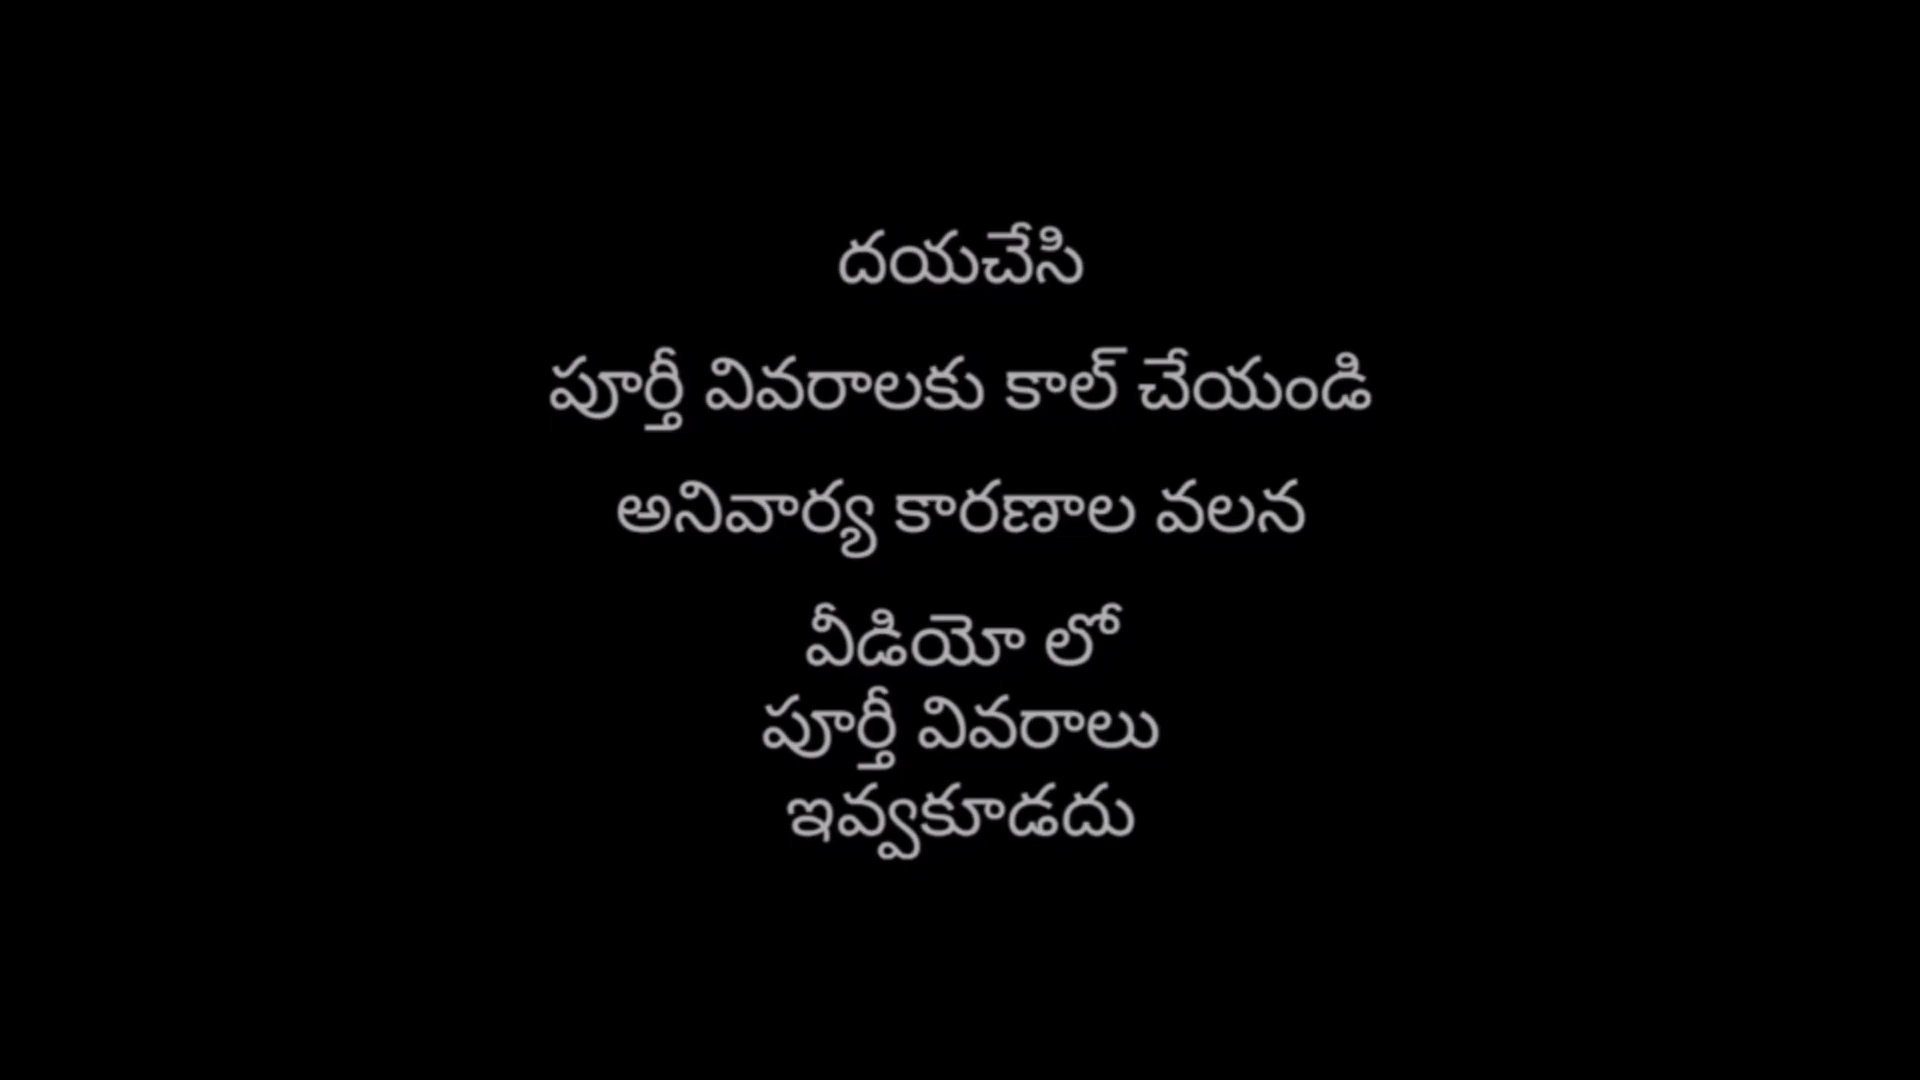 దయచేసి
పూర్తీ వివరాలకు కాల్ చేయండి
అనివార్య కారణాల వలన
వీడియో లో
పూర్తీ వివరాలు
ఇవ్వకూడదు